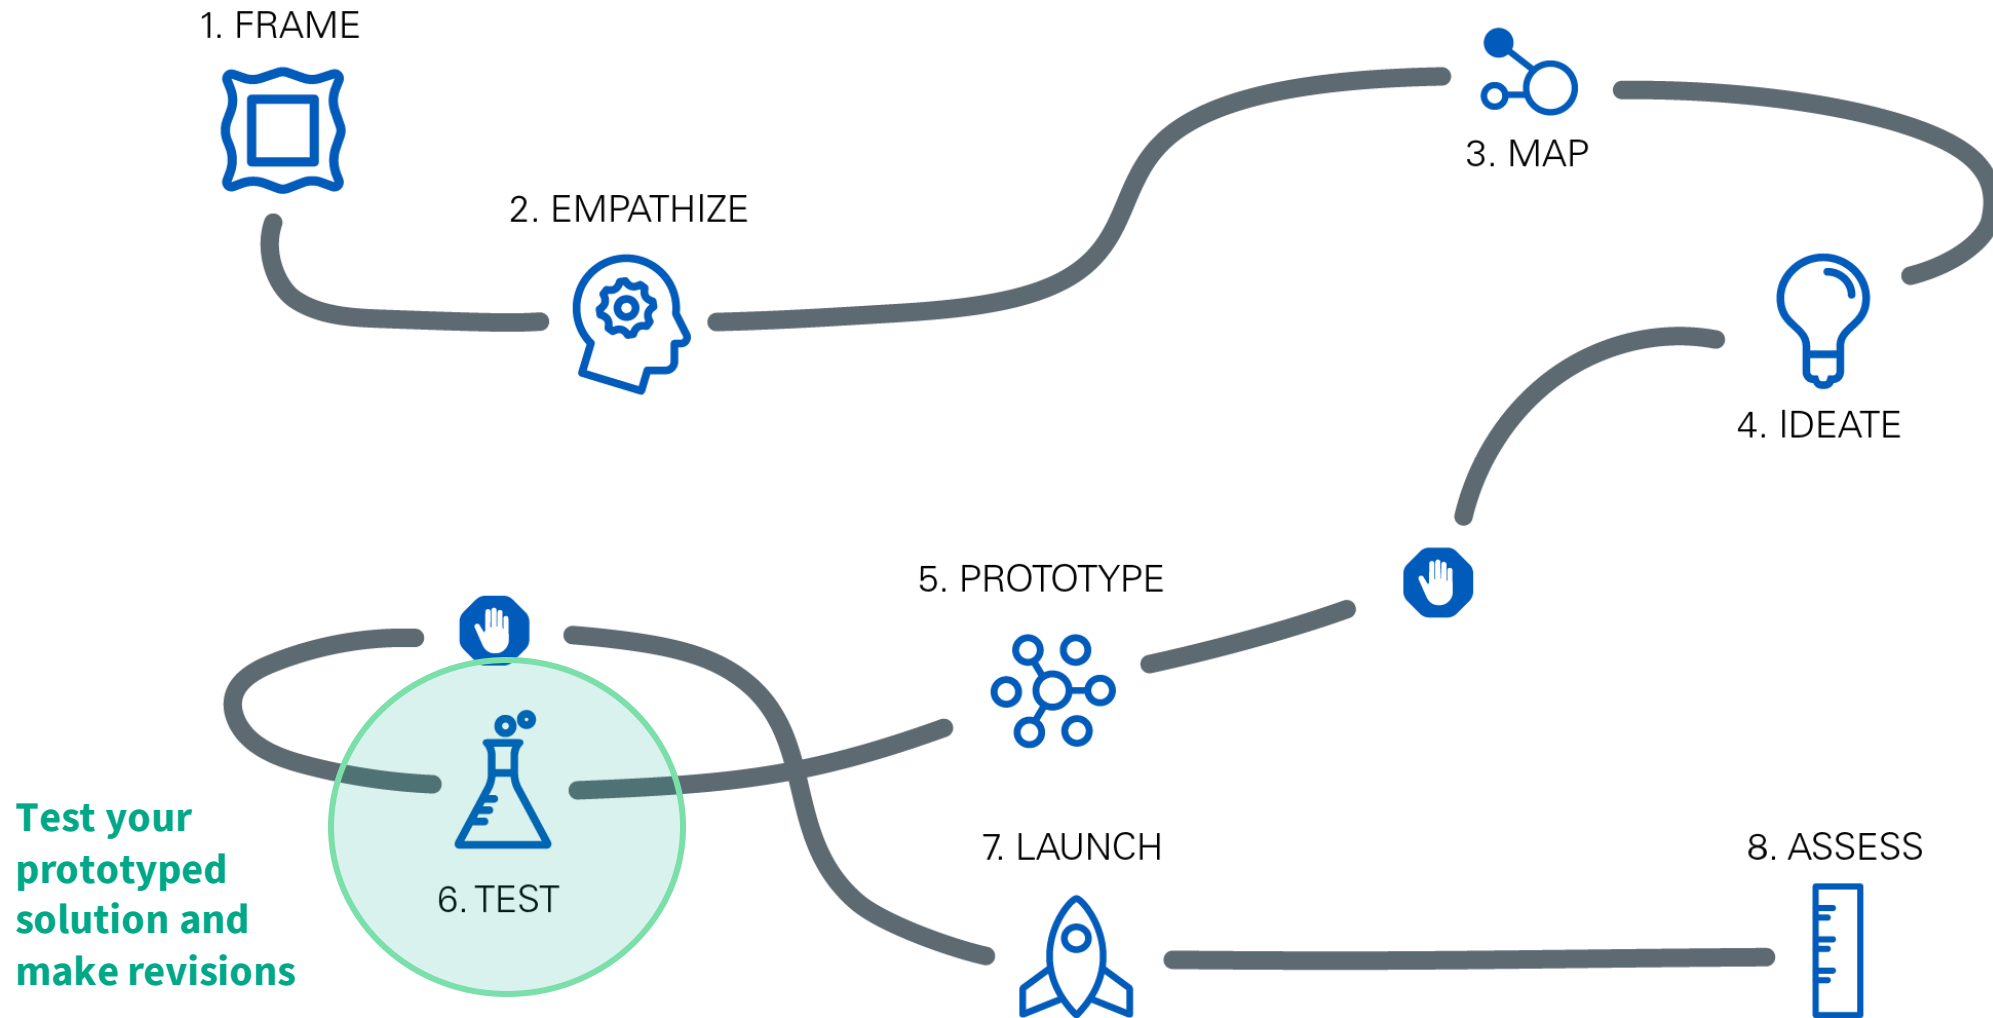 1. FRAME
2. EMPATHIZE
3. MAP
4. IDEATE
5. PROTOTYPE
6. TEST
Test your
prototyped
solution and
make revisions
7. LAUNCH
8. ASSESS